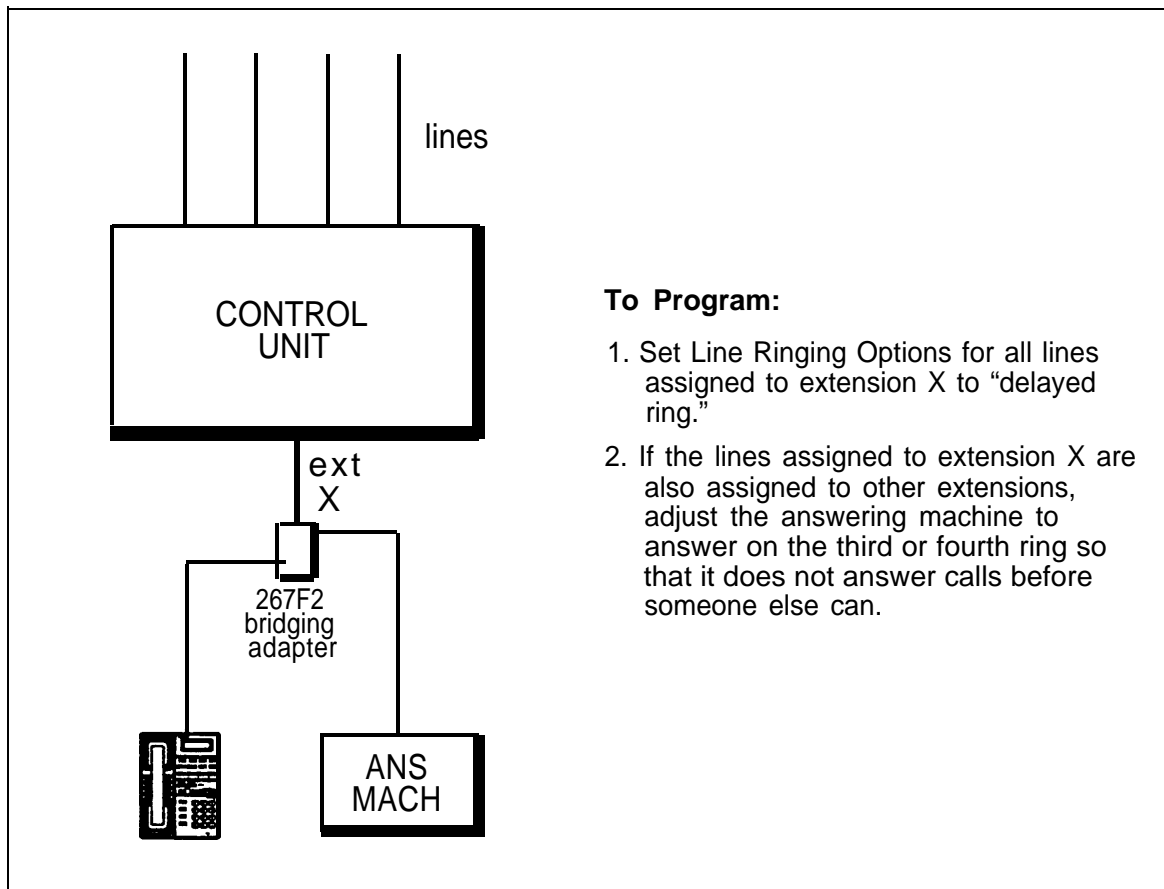 lines
CONTROL
UNIT
ext
X
267F2
bridging
adapter
ANS
MACH
To Program:
1. Set Line Ringing Options for all lines
assigned to extension X to “delayed
ring.”
2. If the lines assigned to extension X are
also assigned to other extensions,
adjust the answering machine to
answer on the third or fourth ring so
that it does not answer calls before
someone else can.